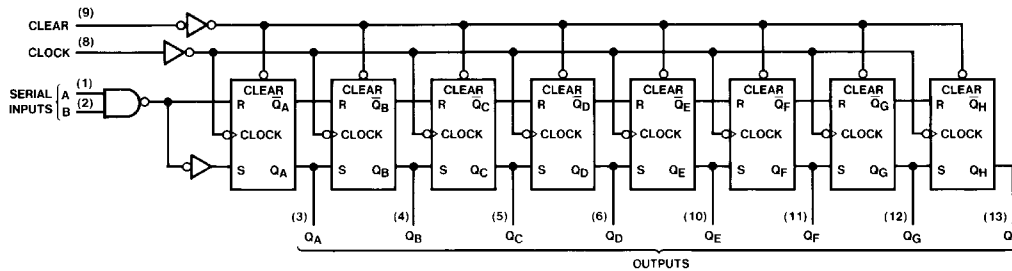 CLEAR (9)
CLOCK (8)
SERIAL INPUTS { A (1)
B (2)
CLEAR CLEAR CLEAR CLEAR CLEAR CLEAR CLEAR CLEAR
R Q̅A R Q̅B R Q̅C R Q̅D R Q̅E R Q̅F R Q̅G R Q̅H
CLOCK CLOCK CLOCK CLOCK CLOCK CLOCK CLOCK CLOCK
S QA S QB S QC S QD S QE S QF S QG S QH
(3) (4) (5) (6) (10) (11) (12) (13)
QA QB QC QD QE QF QG
OUTPUTS